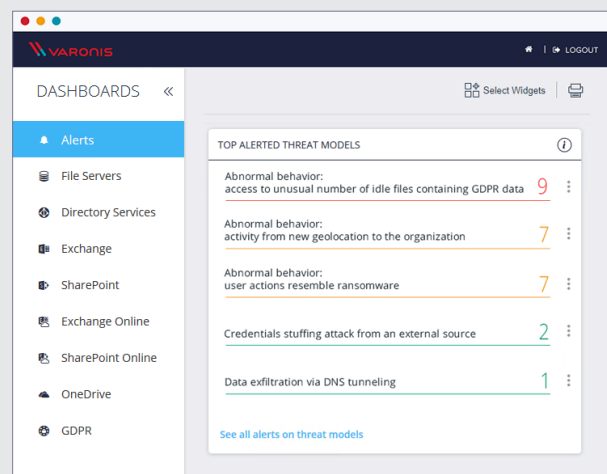 VARONIS
LOGOUT
DASHBOARDS «
Select Widgets
Alerts
File Servers
Directory Services
Exchange
SharePoint
Exchange Online
SharePoint Online
OneDrive
GDPR
TOP ALERTED THREAT MODELS
Abnormal behavior:
access to unusual number of idle files containing GDPR data 9
Abnormal behavior:
activity from new geolocation to the organization 7
Abnormal behavior:
user actions resemble ransomware 7
Credentials stuffing attack from an external source 2
Data exfiltration via DNS tunneling 1
See all alerts on threat models